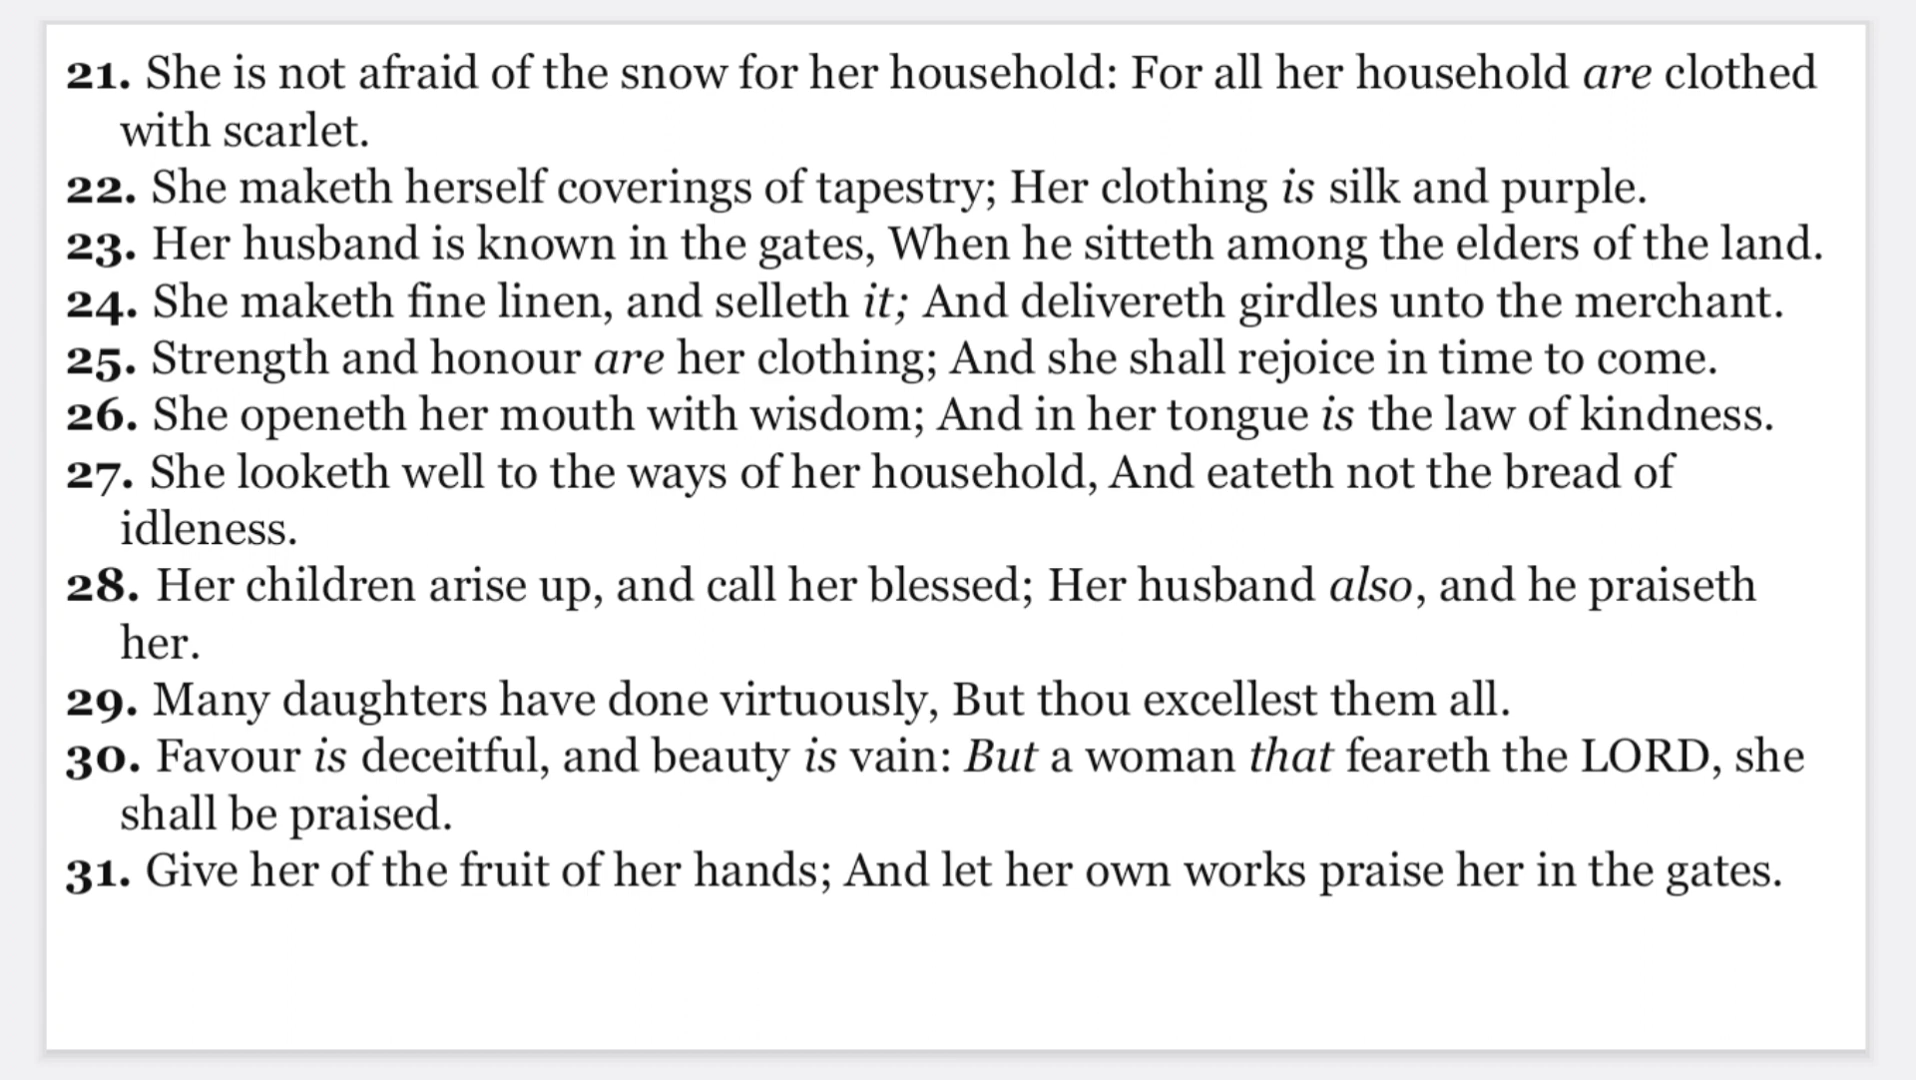 21. She is not afraid of the snow for her household: For all her household are clothed
with scarlet.
22. She maketh herself coverings of tapestry; Her clothing is silk and purple.
23. Her husband is known in the gates, When he sitteth among the elders of the land.
24. She maketh fine linen, and selleth it; And delivereth girdles unto the merchant.
25. Strength and honour are her clothing; And she shall rejoice in time to come.
26. She openeth her mouth with wisdom; And in her tongue is the law of kindness.
27. She looketh well to the ways of her household, And eateth not the bread of
idleness.
28. Her children arise up, and call her blessed; Her husband also, and he praiseth
her.
29. Many daughters have done virtuously, But thou excellest them all.
30. Favour is deceitful, and beauty is vain: But a woman that feareth the LORD, she
shall be praised.
31. Give her of the fruit of her hands; And let her own works praise her in the gates.